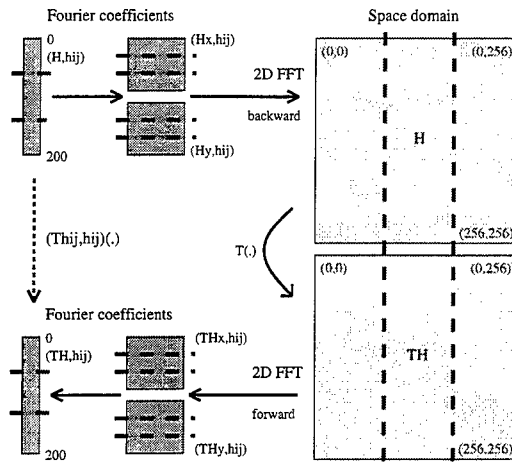 Fourier coefficients
Space domain
0
(H,hij)
(Hx,hij)
(0,0)
(0,256)
2D FFT
backward
H
(Hy,hij)
200
(Thij,hij)(.)
T(.)
(256,256)
(0,0)
(0,256)
Fourier coefficients
0
(TH,hij)
(THx,hij)
TH
2D FFT
forward
(THy,hij)
200
(256,256)